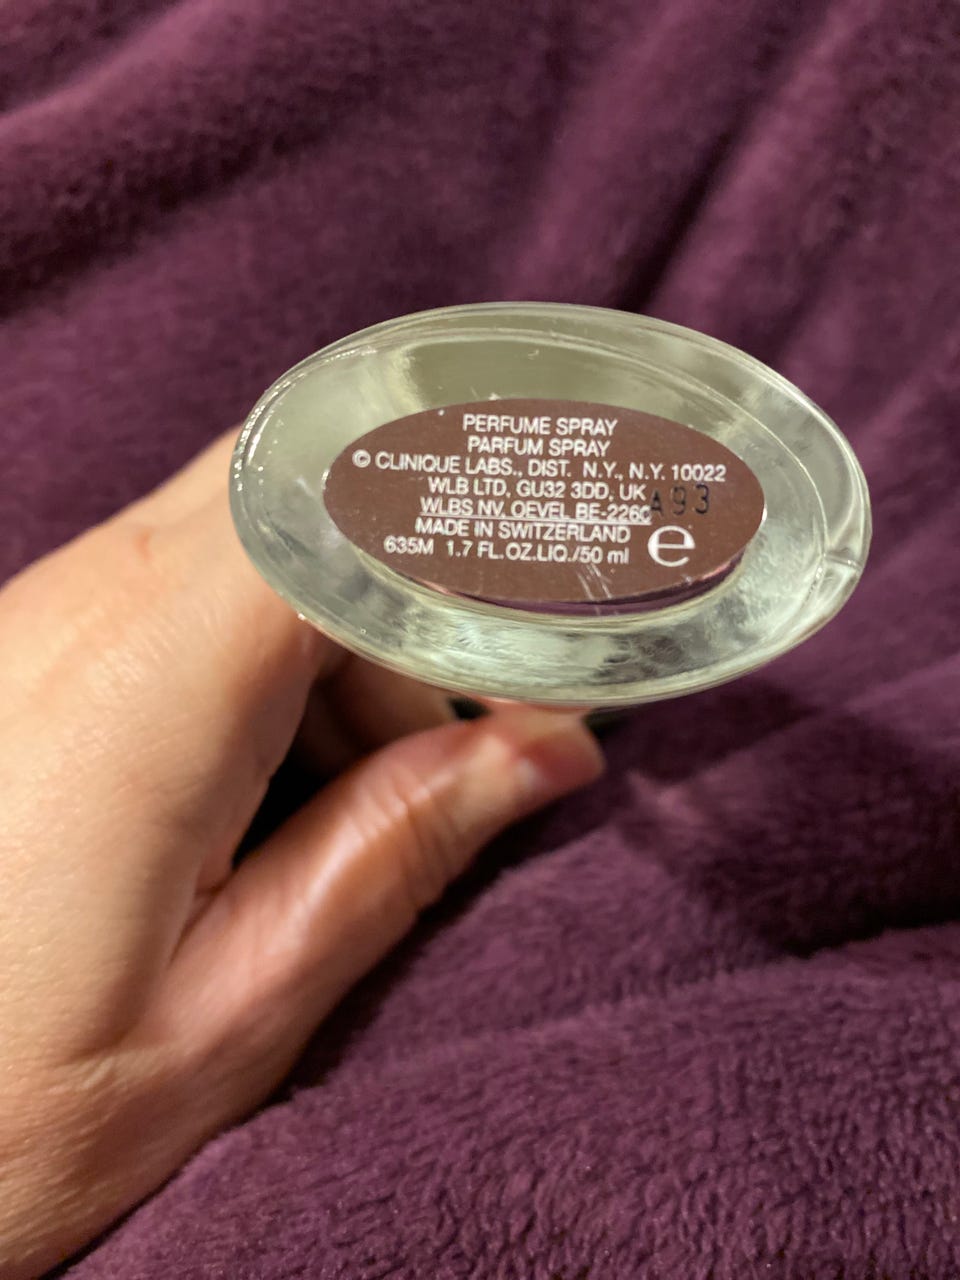 PERFUME SPRAY
PARFUM SPRAY
© CLINIQUE LABS., DIST. N.Y., N.Y. 10022
WLB LTD, GU32 3DD, UK
WLBS NV. OEVEL BE-2260
A93
MADE IN SWITZERLAND
635M 1.7 FL.OZ.LIQ./50 ml e